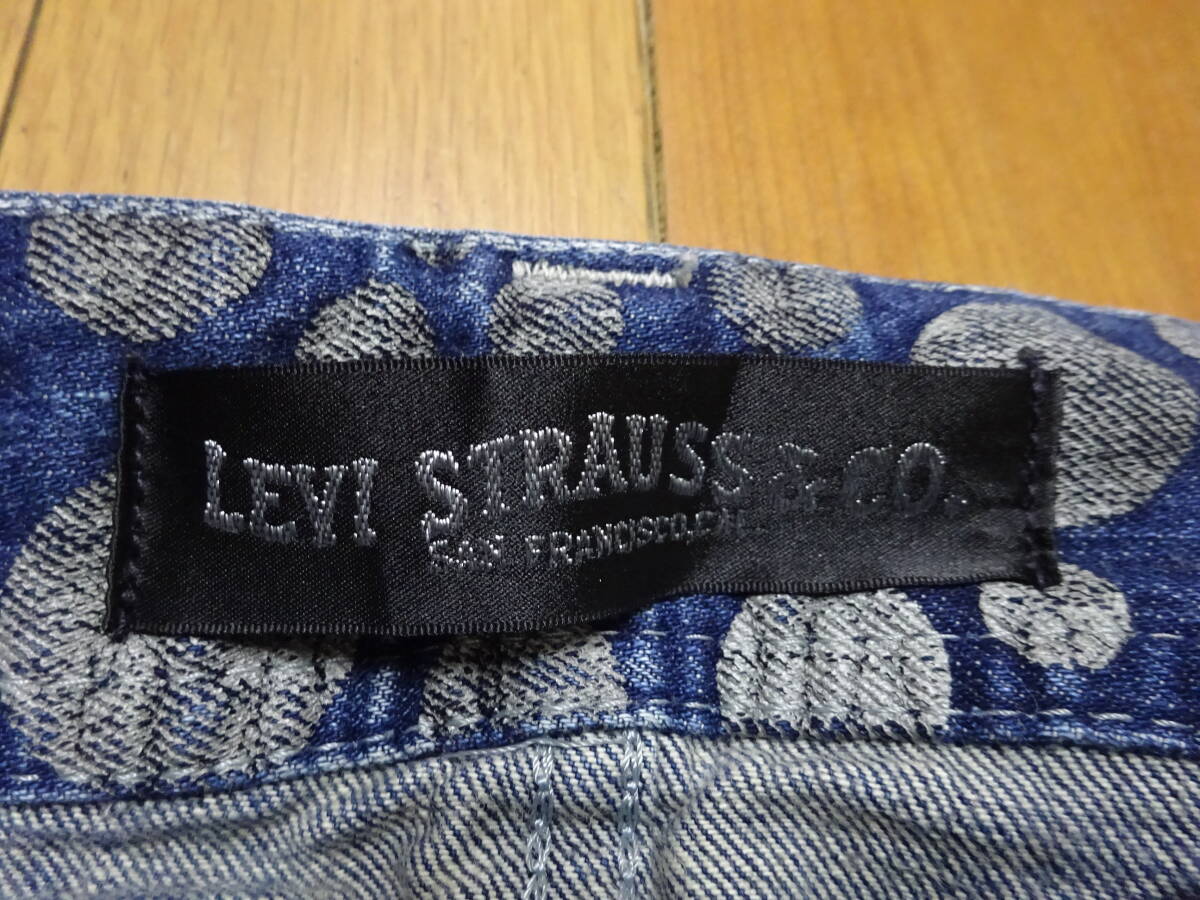 LEVI STRAUSS & CO.
SAN FRANCISCO, CAL.